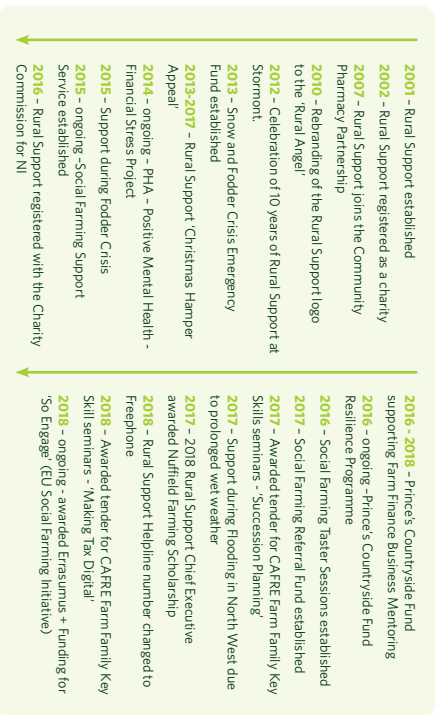 2001 – Rural Support established
2002 – Rural Support registered as a charity
2007 – Rural Support joins the Community
Pharmacy Partnership
2010 – Rebranding of the Rural Support logo
to the ‘Rural Angel’
2012 – Celebration of 10 years of Rural Support at
Stormont.
2013 – Snow and Fodder Crisis Emergency
Fund established
2013-2017 – Rural Support ‘Christmas Hamper
Appeal’
2014 – ongoing – PHA – Positive Mental Health -
Financial Stress Project
2015 – Support during Fodder Crisis
2015 – ongoing –Social Farming Support
Service established
2016 – Rural Support registered with the Charity
Commission for NI
2016 - 2018 – Prince’s Countryside Fund
supporting Farm Finance Business Mentoring
2016 – ongoing –Prince’s Countryside Fund
Resilience Programme
2016 – Social Farming Taster Sessions established
2017 – Social Farming Referral Fund established
2017 – Awarded tender for CAFRE Farm Family Key
Skills seminars - ‘Succession Planning’
2017 – Support during Flooding in North West due
to prolonged wet weather
2017 – 2018 Rural Support Chief Executive
awarded Nuffield Farming Scholarship
2018 – Rural Support Helpline number changed to
Freephone
2018 – Awarded tender for CAFRE Farm Family Key
Skill seminars - ‘Making Tax Digital’
2018 – ongoing - awarded Errasumus + Funding for
‘So Engage’ (EU Social Farming Initiative)